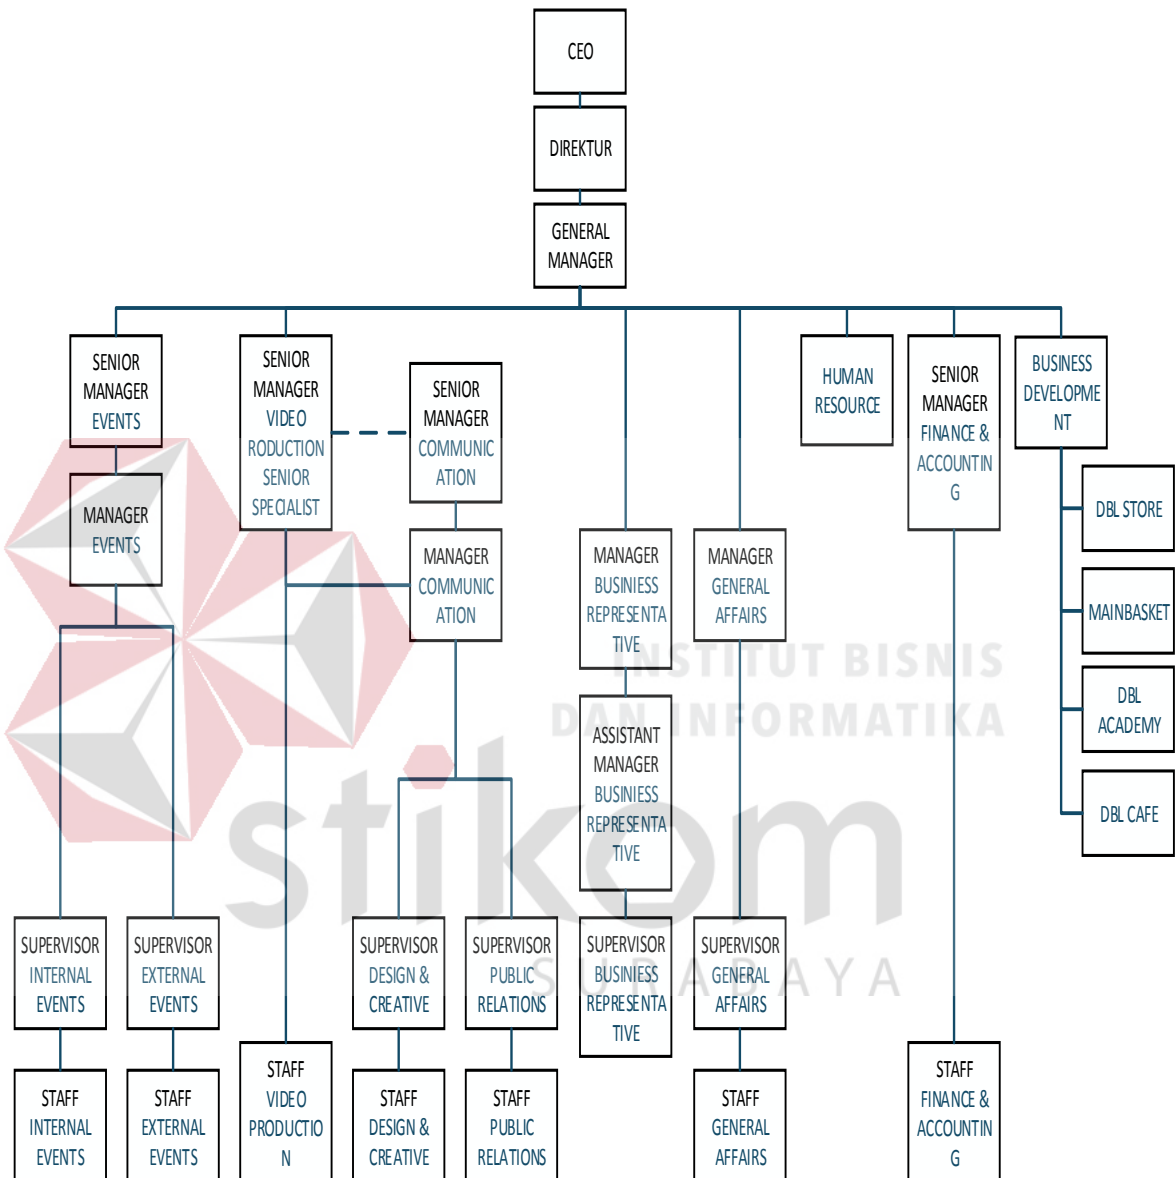 CEO
DIREKTUR
GENERAL
MANAGER
SENIOR
MANAGER
EVENTS
SENIOR
MANAGER
VIDEO
RODUCTION
SENIOR
SPECIALIST
SENIOR
MANAGER
COMMUNIC
ATION
HUMAN
RESOURCE
SENIOR
MANAGER
FINANCE &
ACCOUNTIN
G
BUSINESS
DEVELOPME
NT
MANAGER
EVENTS
MANAGER
COMMUNIC
ATION
MANAGER
BUSINIESS
REPRESENTA
TIVE
MANAGER
GENERAL
AFFAIRS
DBL STORE
MAINBASKET
DBL
ACADEMY
DBL CAFE
INSTITUT BISNIS
DAN INFORMATIKA
ASSISTANT
MANAGER
BUSINIESS
REPRESENTA
TIVE
stikom
SURABAYA
SUPERVISOR
INTERNAL
EVENTS
SUPERVISOR
EXTERNAL
EVENTS
SUPERVISOR
DESIGN &
CREATIVE
SUPERVISOR
PUBLIC
RELATIONS
SUPERVISOR
BUSINIESS
REPRESENTA
TIVE
SUPERVISOR
GENERAL
AFFAIRS
STAFF
INTERNAL
EVENTS
STAFF
EXTERNAL
EVENTS
STAFF
VIDEO
PRODUCTIO
N
STAFF
DESIGN &
CREATIVE
STAFF
PUBLIC
RELATIONS
STAFF
GENERAL
AFFAIRS
STAFF
FINANCE &
ACCOUNTIN
G